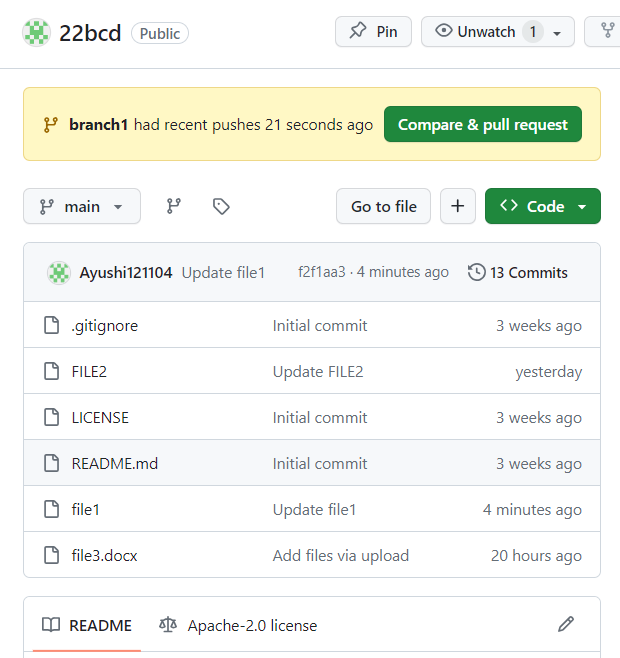 22bcd Public Pin Unwatch 1
branch1 had recent pushes 21 seconds ago Compare & pull request
main Go to file + Code
Ayushi121104 Update file1 f2f1aa3 · 4 minutes ago 13 Commits
.gitignore Initial commit 3 weeks ago
FILE2 Update FILE2 yesterday
LICENSE Initial commit 3 weeks ago
README.md Initial commit 3 weeks ago
file1 Update file1 4 minutes ago
file3.docx Add files via upload 20 hours ago
README Apache-2.0 license